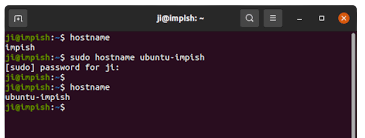 ji@impish: ~
ji@impish:~$ hostname
impish
ji@impish:~$ sudo hostname ubuntu-impish
[sudo] password for ji:
ji@impish:~$
ji@impish:~$ hostname
ubuntu-impish
ji@impish:~$